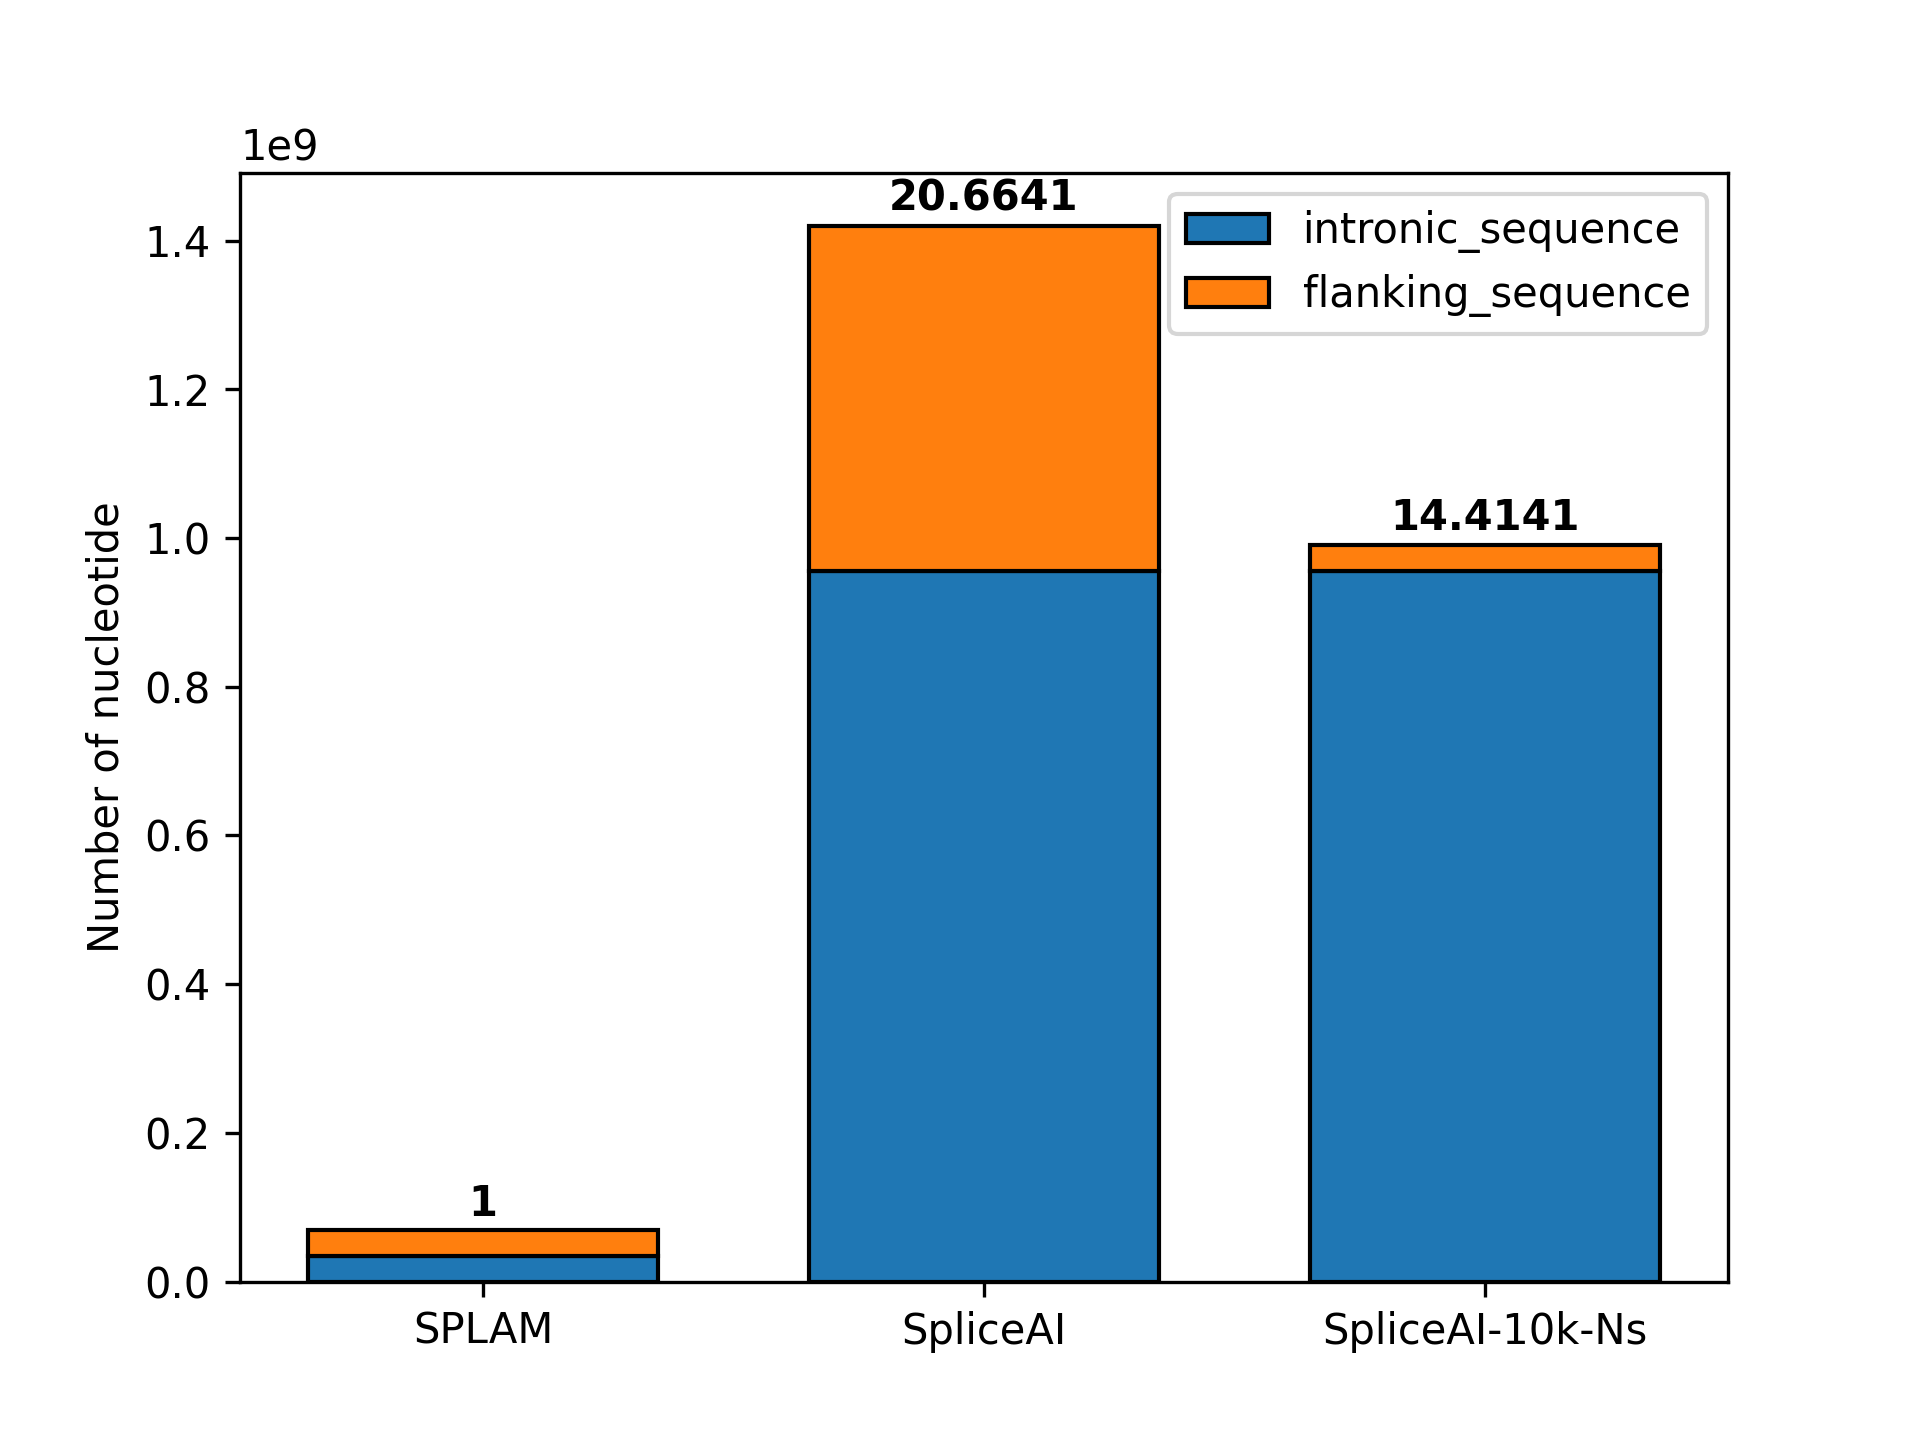 1e9
20.6641
intronic_sequence
flanking_sequence
1.4
1.2
14.4141
1.0
0.8
0.6
0.4
0.2
1
0.0
Number of nucleotide
SPLAM
SpliceAI
SpliceAI-10k-Ns